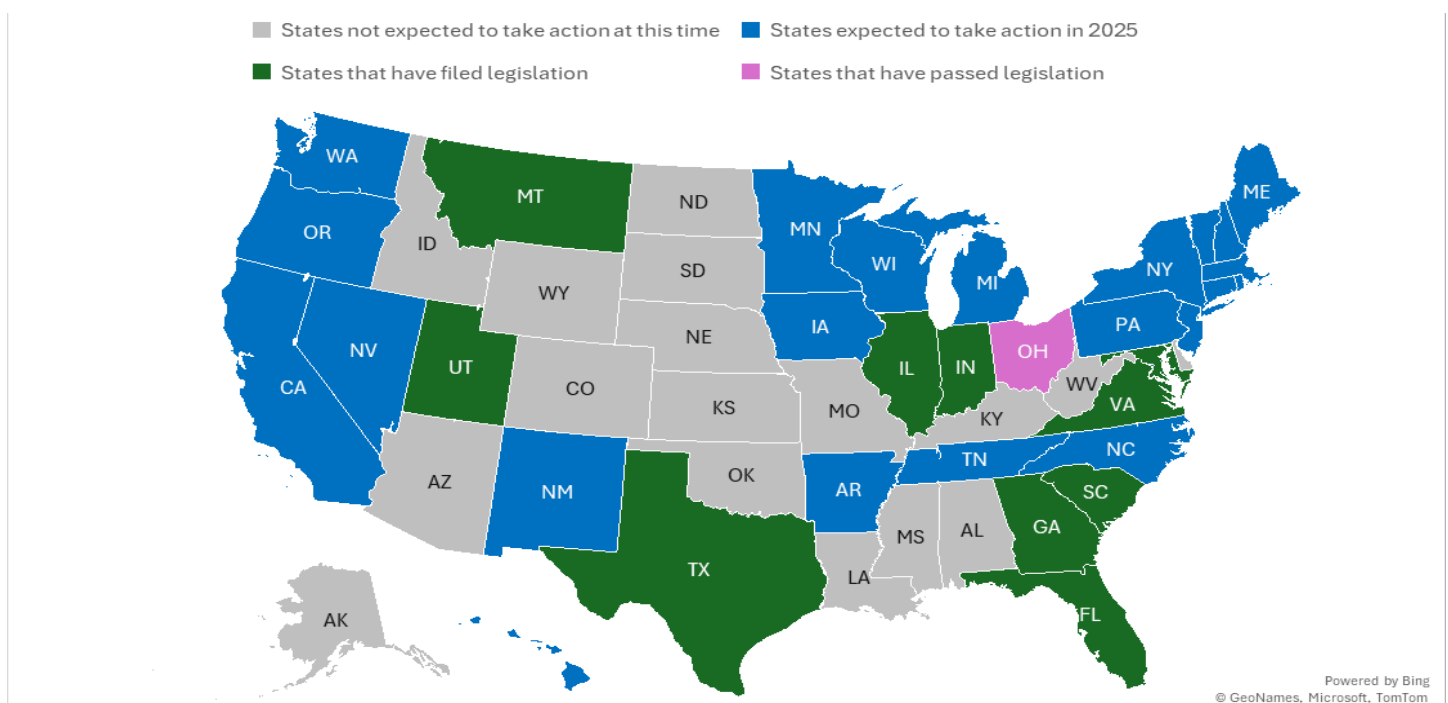 States not expected to take action at this time
States expected to take action in 2025
States that have filed legislation
States that have passed legislation
WA
MT
ND
MN
ME
OR
ID
SD
WI
MI
NY
WY
IA
PA
NV
NE
UT
IL
IN
OH
CA
CO
KS
MO
WV
KY
VA
AZ
NM
OK
AR
TN
NC
SC
TX
MS
AL
GA
LA
AK
FL
Powered by Bing
© GeoNames, Microsoft, TomTom